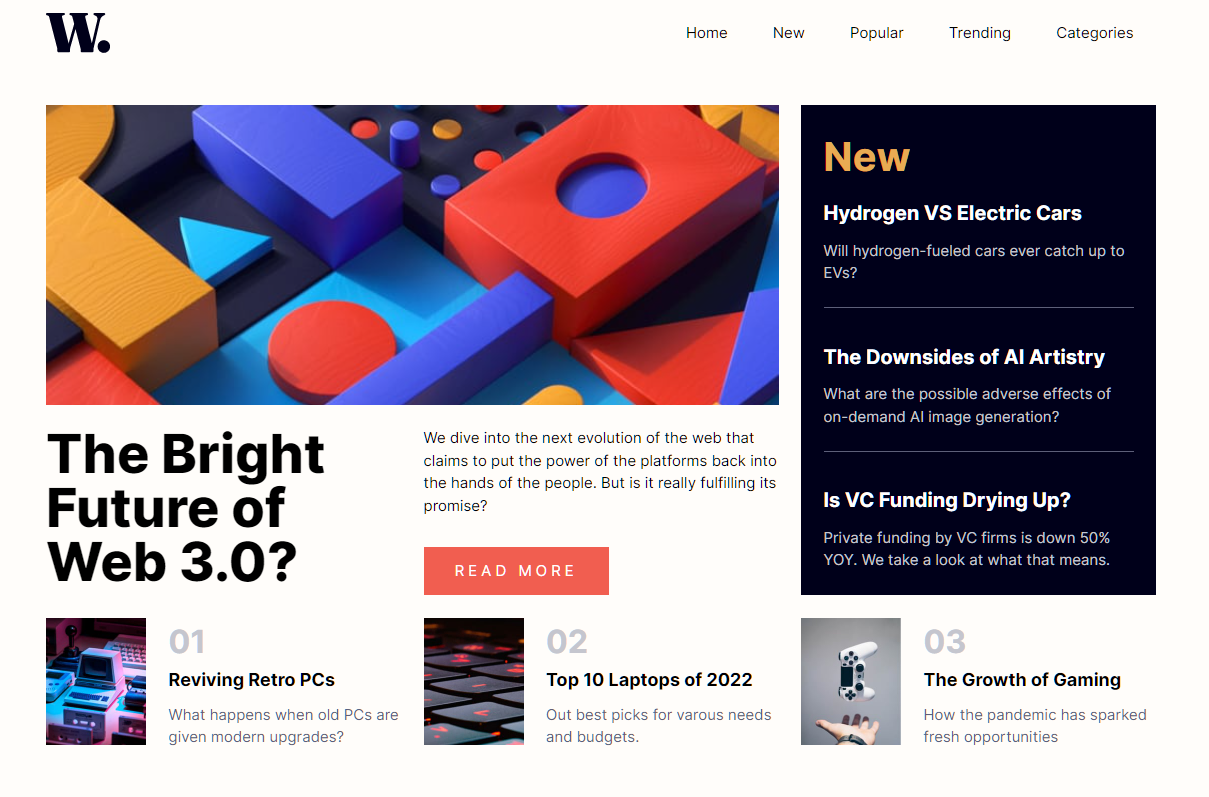 W.
Home
New
Popular
Trending
Categories
The Bright
Future of
Web 3.0?
We dive into the next evolution of the web that
claims to put the power of the platforms back into
the hands of the people. But is it really fulfilling its
promise?
READ MORE
New
Hydrogen VS Electric Cars
Will hydrogen-fueled cars ever catch up to
EVs?
The Downsides of AI Artistry
What are the possible adverse effects of
on-demand AI image generation?
Is VC Funding Drying Up?
Private funding by VC firms is down 50%
YOY. We take a look at what that means.
01
Reviving Retro PCs
What happens when old PCs are
given modern upgrades?
02
Top 10 Laptops of 2022
Out best picks for varous needs
and budgets.
03
The Growth of Gaming
How the pandemic has sparked
fresh opportunities